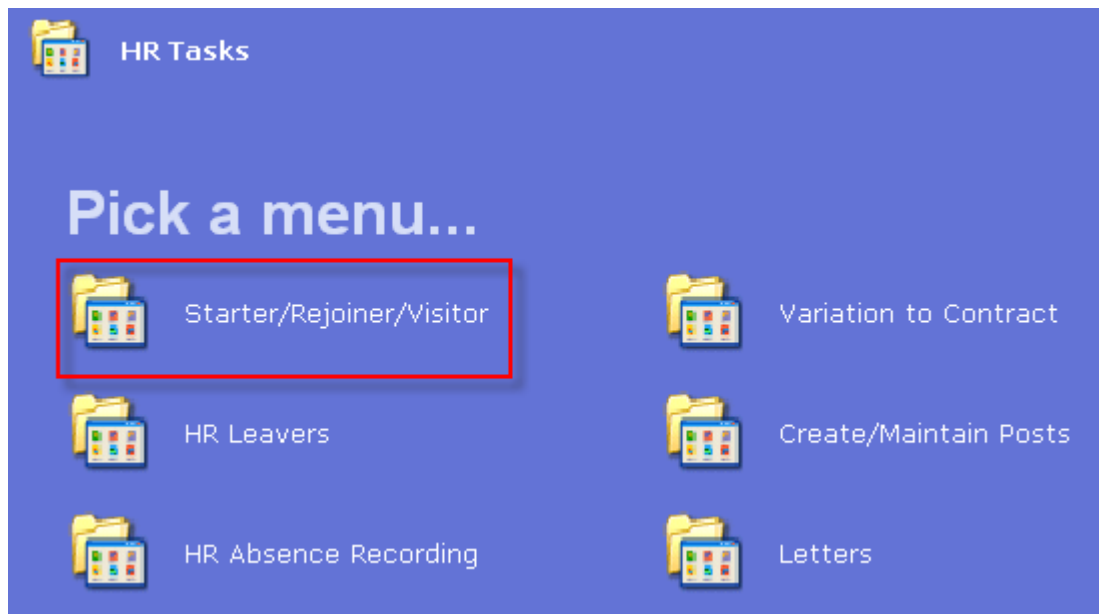 HR Tasks
Pick a menu...
Starter/Rejoiner/Visitor
Variation to Contract
HR Leavers
Create/Maintain Posts
HR Absence Recording
Letters